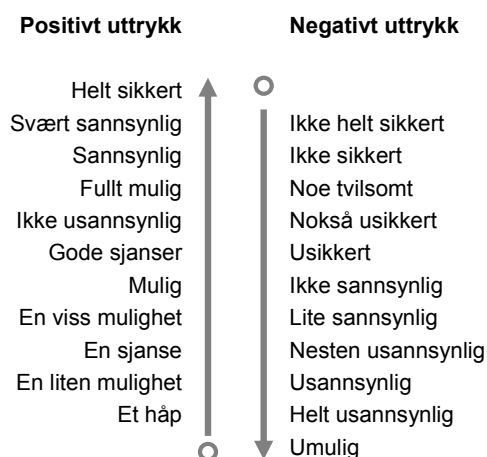 Positivt uttrykk Negativt uttrykk
Helt sikkert
Svært sannsynlig Ikke helt sikkert
Sannsynlig Ikke sikkert
Fullt mulig Noe tvilsomt
Ikke usannsynlig Nokså usikkert
Gode sjanser Usikkert
Mulig Ikke sannsynlig
En viss mulighet Lite sannsynlig
En sjanse Nesten usannsynlig
En liten mulighet Usannsynlig
Et håp Helt usannsynlig
Umulig